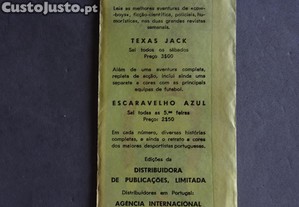 CustoJusto.pt
Leia as melhores aventuras de «cow-
-boys», ficção-científica, policiais, hu-
morísticas, nas duas grandes revistas
semanais.
TEXAS JACK
Sai todos os sábados
Preço 2$00
Além de uma aventura completa,
repleta de acção, inclui ainda uma
separata a cores com as principais
equipas de futebol.
ESCARAVELHO AZUL
Sai todas as 5.as feiras
Preço: 2$50
Em cada número, diversas histórias
completas, e ainda o retrato a cores
dos maiores desportistas portugueses.
Edições da
DISTRIBUIDORA
DE PUBLICAÇÕES, LIMITADA
Distribuidores em Portugal:
AGENCIA INTERNACIONAL